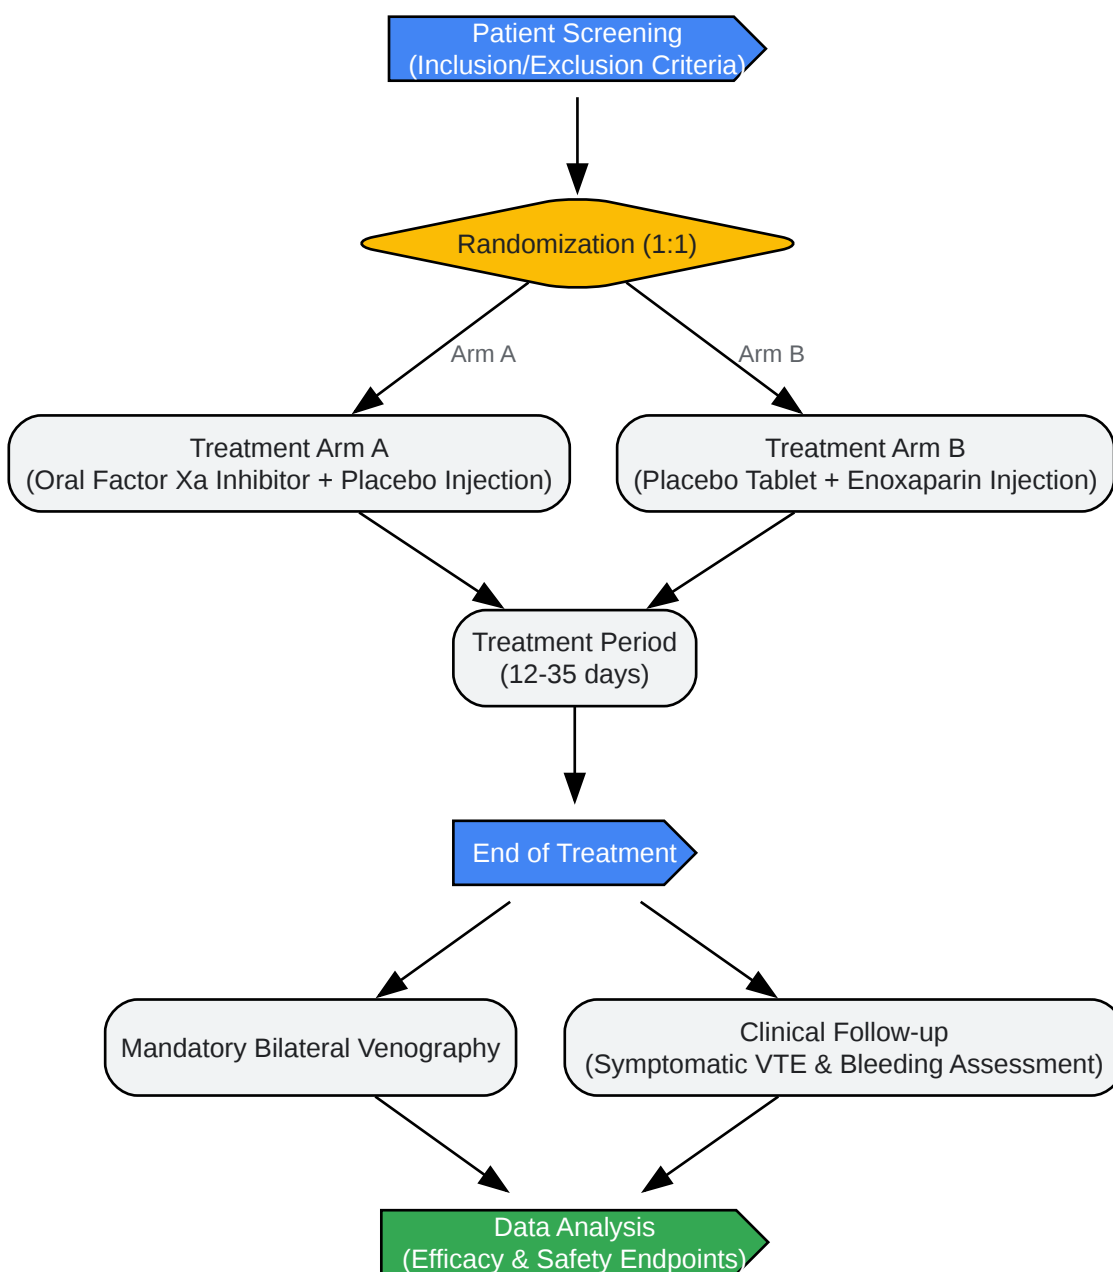 Patient Screening
(Inclusion/Exclusion Criteria)
Randomization (1:1)
Arm A
Arm B
Treatment Arm A
(Oral Factor Xa Inhibitor + Placebo Injection)
Treatment Arm B
(Placebo Tablet + Enoxaparin Injection)
Treatment Period
(12-35 days)
End of Treatment
Mandatory Bilateral Venography
Clinical Follow-up
(Symptomatic VTE & Bleeding Assessment)
Data Analysis
(Efficacy & Safety Endpoints)